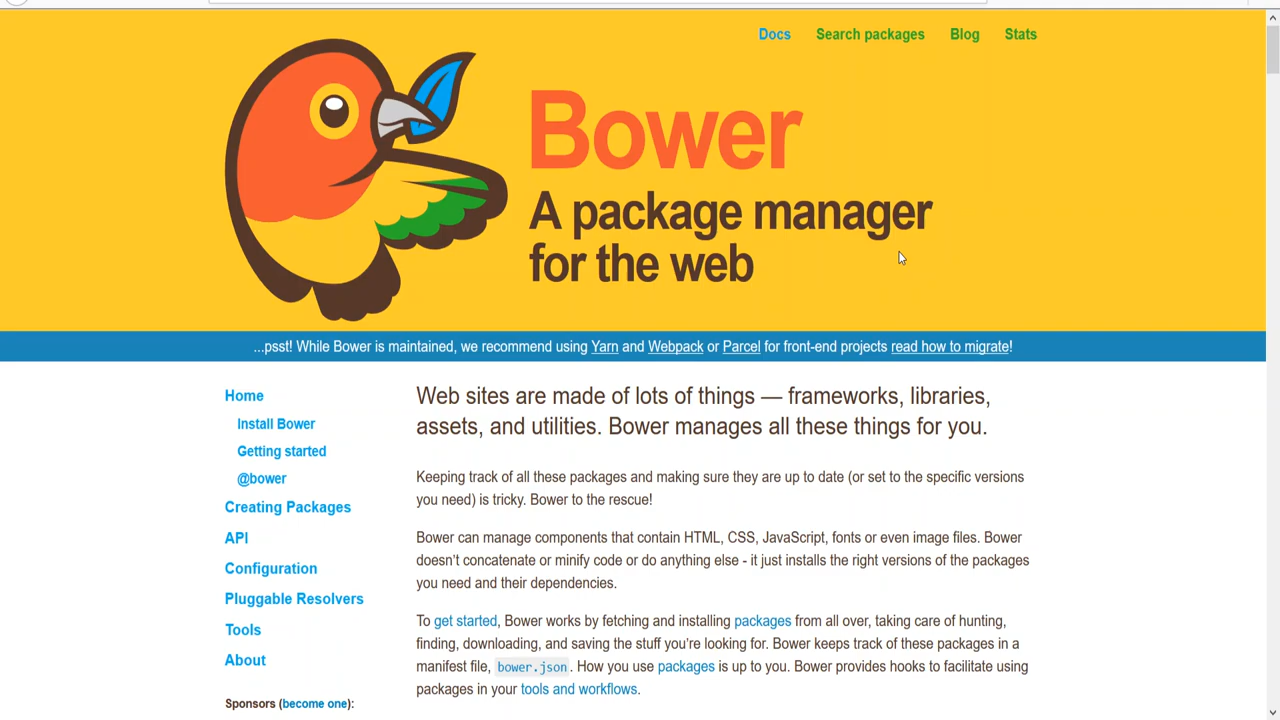 Docs Search packages Blog Stats
Bower
A package manager
for the web
...psst! While Bower is maintained, we recommend using Yarn and Webpack or Parcel for front-end projects read how to migrate!
Home
Install Bower
Getting started
@bower
Creating Packages
API
Configuration
Pluggable Resolvers
Tools
About
Sponsors (become one):
Web sites are made of lots of things — frameworks, libraries,
assets, and utilities. Bower manages all these things for you.
Keeping track of all these packages and making sure they are up to date (or set to the specific versions
you need) is tricky. Bower to the rescue!
Bower can manage components that contain HTML, CSS, JavaScript, fonts or even image files. Bower
doesn’t concatenate or minify code or do anything else - it just installs the right versions of the packages
you need and their dependencies.
To get started, Bower works by fetching and installing packages from all over, taking care of hunting,
finding, downloading, and saving the stuff you’re looking for. Bower keeps track of these packages in a
manifest file, bower.json. How you use packages is up to you. Bower provides hooks to facilitate using
packages in your tools and workflows.